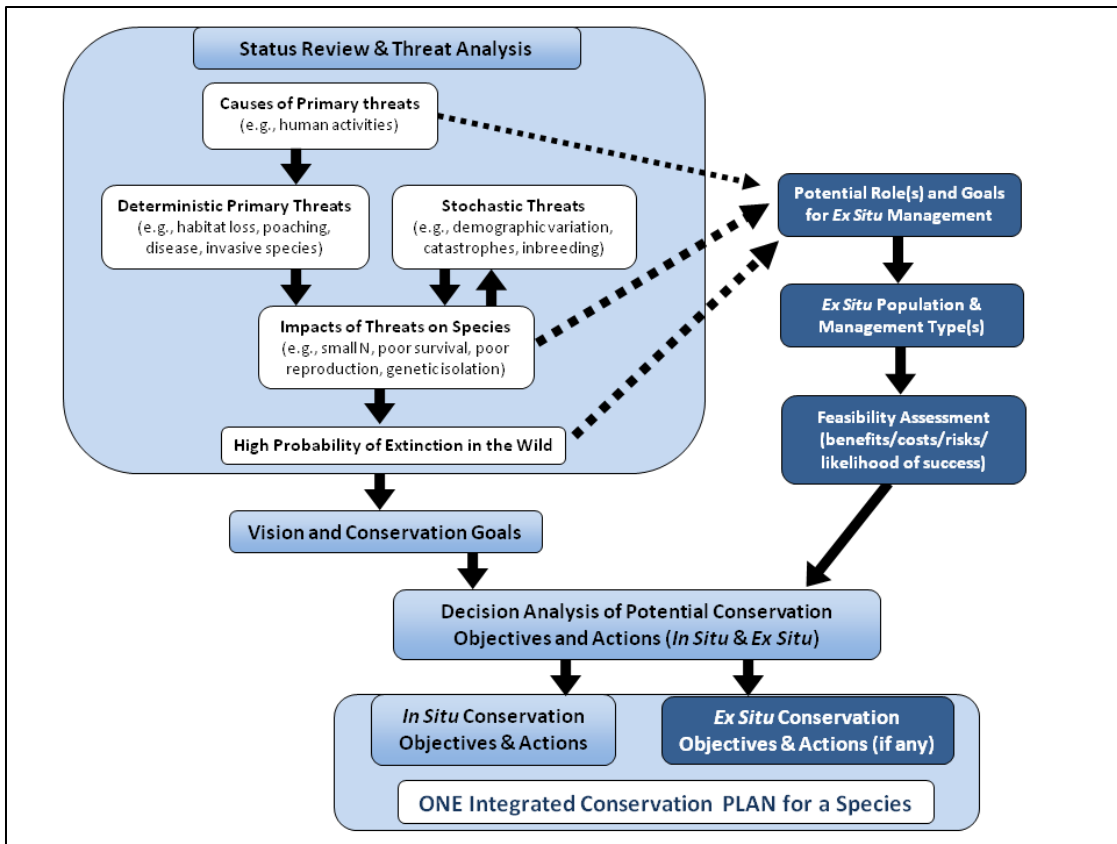 Status Review & Threat Analysis
Causes of Primary threats
(e.g., human activities)
Deterministic Primary Threats
(e.g., habitat loss, poaching,
disease, invasive species)
Stochastic Threats
(e.g., demographic variation,
catastrophes, inbreeding)
Impacts of Threats on Species
(e.g., small N, poor survival, poor
reproduction, genetic isolation)
High Probability of Extinction in the Wild
Potential Role(s) and Goals
for Ex Situ Management
Ex Situ Population &
Management Type(s)
Feasibility Assessment
(benefits/costs/risks/
likelihood of success)
Vision and Conservation Goals
Decision Analysis of Potential Conservation
Objectives and Actions (In Situ & Ex Situ)
In Situ Conservation
Objectives & Actions
Ex Situ Conservation
Objectives & Actions (if any)
ONE Integrated Conservation PLAN for a Species